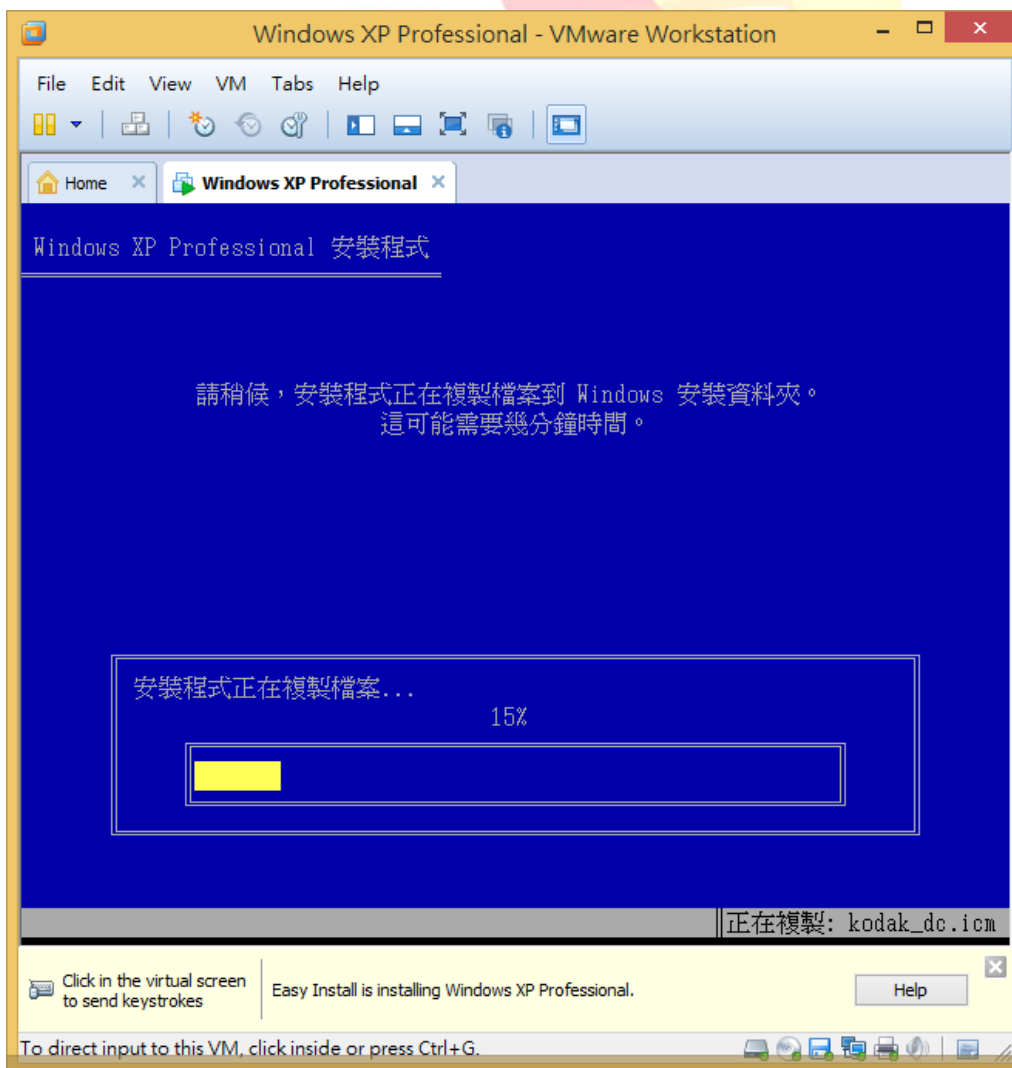 Windows XP Professional - VMware Workstation
File Edit View VM Tabs Help
Home
Windows XP Professional
Windows XP Professional 安裝程式
請稍候，安裝程式正在複製檔案到 Windows 安裝資料夾。
這可能需要幾分鐘時間。
安裝程式正在複製檔案...
15%
正在複製: kodak_dc.icm
Click in the virtual screen
to send keystrokes
Easy Install is installing Windows XP Professional.
Help
To direct input to this VM, click inside or press Ctrl+G.